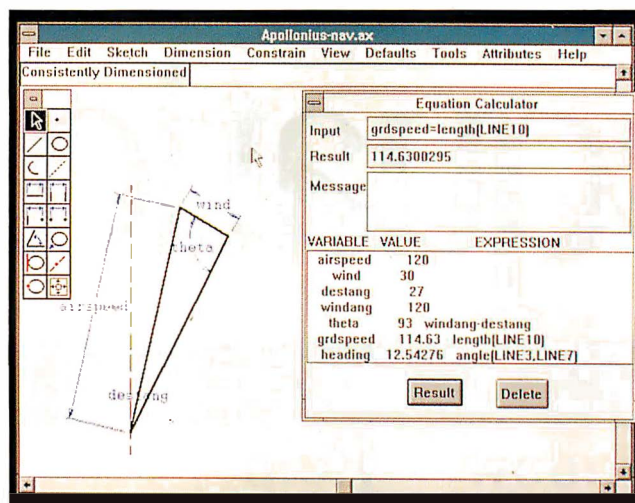 Apollonius-nav.ax
File Edit Sketch Dimension Constrain View Defaults Tools Attributes Help
Consistently Dimensioned
Equation Calculator
Input grdspeed=length(LINE10)
Result 114.6300295
Message
VARIABLE VALUE EXPRESSION
airspeed 120
wind 30
destang 27
windang 120
theta 93 windang-destang
grdspeed 114.63 length(LINE10)
heading 12.54276 angle(LINE3,LINE7)
Result Delete
wind
theta
airspeed
destang